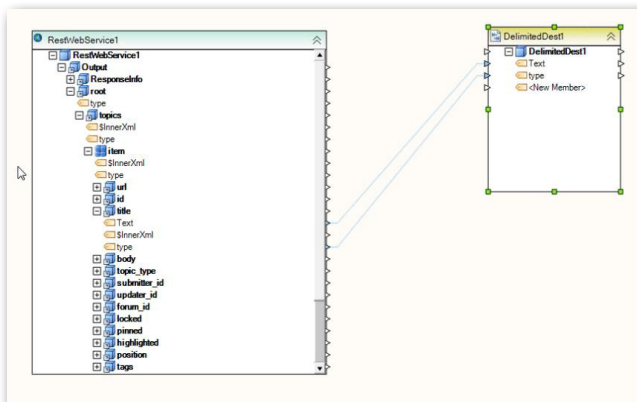 RestWebService1
RestWebService1
Output
ResponseInfo
root
type
topics
$InnerXml
type
item
$InnerXml
type
url
id
title
Text
$InnerXml
type
body
topic_type
submitter_id
updater_id
forum_id
locked
pinned
highlighted
position
tags
DelimitedDest1
DelimitedDest1
Text
type
<New Member>